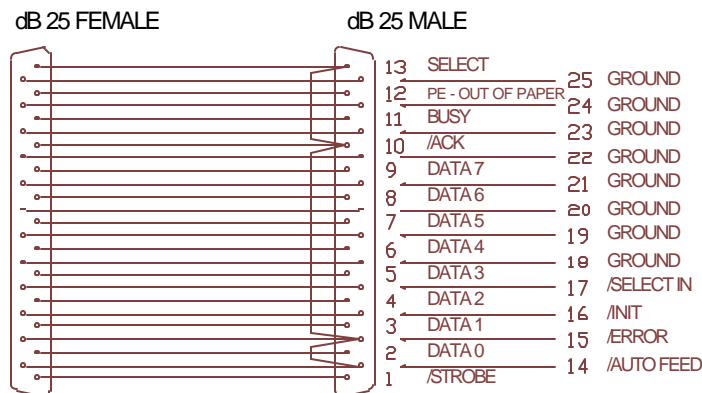 dB 25 FEMALE
dB 25 MALE
13 SELECT
25 GROUND
12 PE - OUT OF PAPER
24 GROUND
11 BUSY
23 GROUND
10 /ACK
22 GROUND
9 DATA 7
21 GROUND
8 DATA 6
20 GROUND
7 DATA 5
19 GROUND
6 DATA 4
18 GROUND
5 DATA 3
17 /SELECT IN
4 DATA 2
16 /INIT
3 DATA 1
15 /ERROR
2 DATA 0
14 /AUTO FEED
1 /STROBE